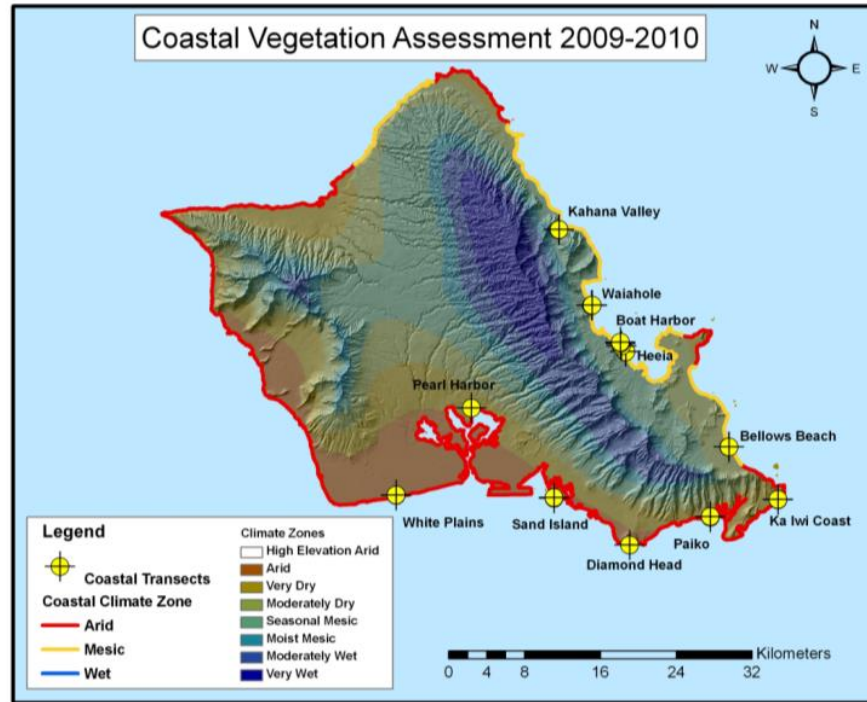 Coastal Vegetation Assessment 2009-2010
N
W
E
S
Kahana Valley
Waiahole
Boat Harbor
Heeia
Pearl Harbor
Bellows Beach
White Plains
Sand Island
Ka Iwi Coast
Paiko
Diamond Head
Legend
Coastal Transects
Coastal Climate Zone
Arid
Mesic
Wet
Climate Zones
High Elevation Arid
Arid
Very Dry
Moderately Dry
Seasonal Mesic
Moist Mesic
Moderately Wet
Very Wet
Kilometers
0 4 8 16 24 32